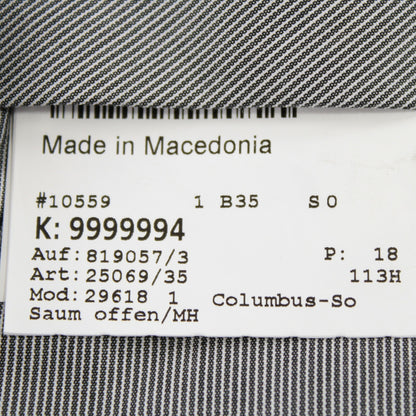 Made in Macedonia
#10559 1 B35 S0
K: 9999994
Auf: 819057/3 P: 18
Art: 25069/35 113H
Mod: 29618 1 Columbus-So
Saum offen/MH